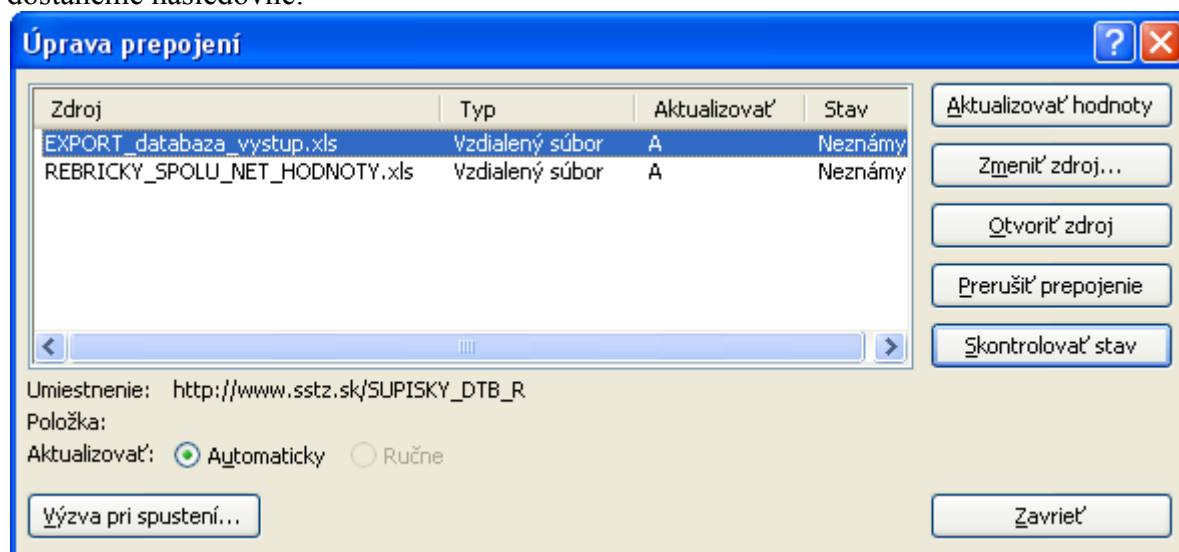 dostaneme nasledovné:
Úprava prepojení
Zdroj Typ Aktualizovať Stav
EXPORT_databaza_vystup.xls Vzdialený súbor A Neznámy
REBRICKY_SPOLU_NET_HODNOTY.xls Vzdialený súbor A Neznámy
Aktualizovať hodnoty
Zmeniť zdroj...
Otvoriť zdroj
Prerušiť prepojenie
Skontrolovať stav
Umiestnenie: http://www.sstz.sk/SUPISKY_DTB_R
Položka:
Aktualizovať: Automaticky Ručne
Výzva pri spustení... Zavrieť